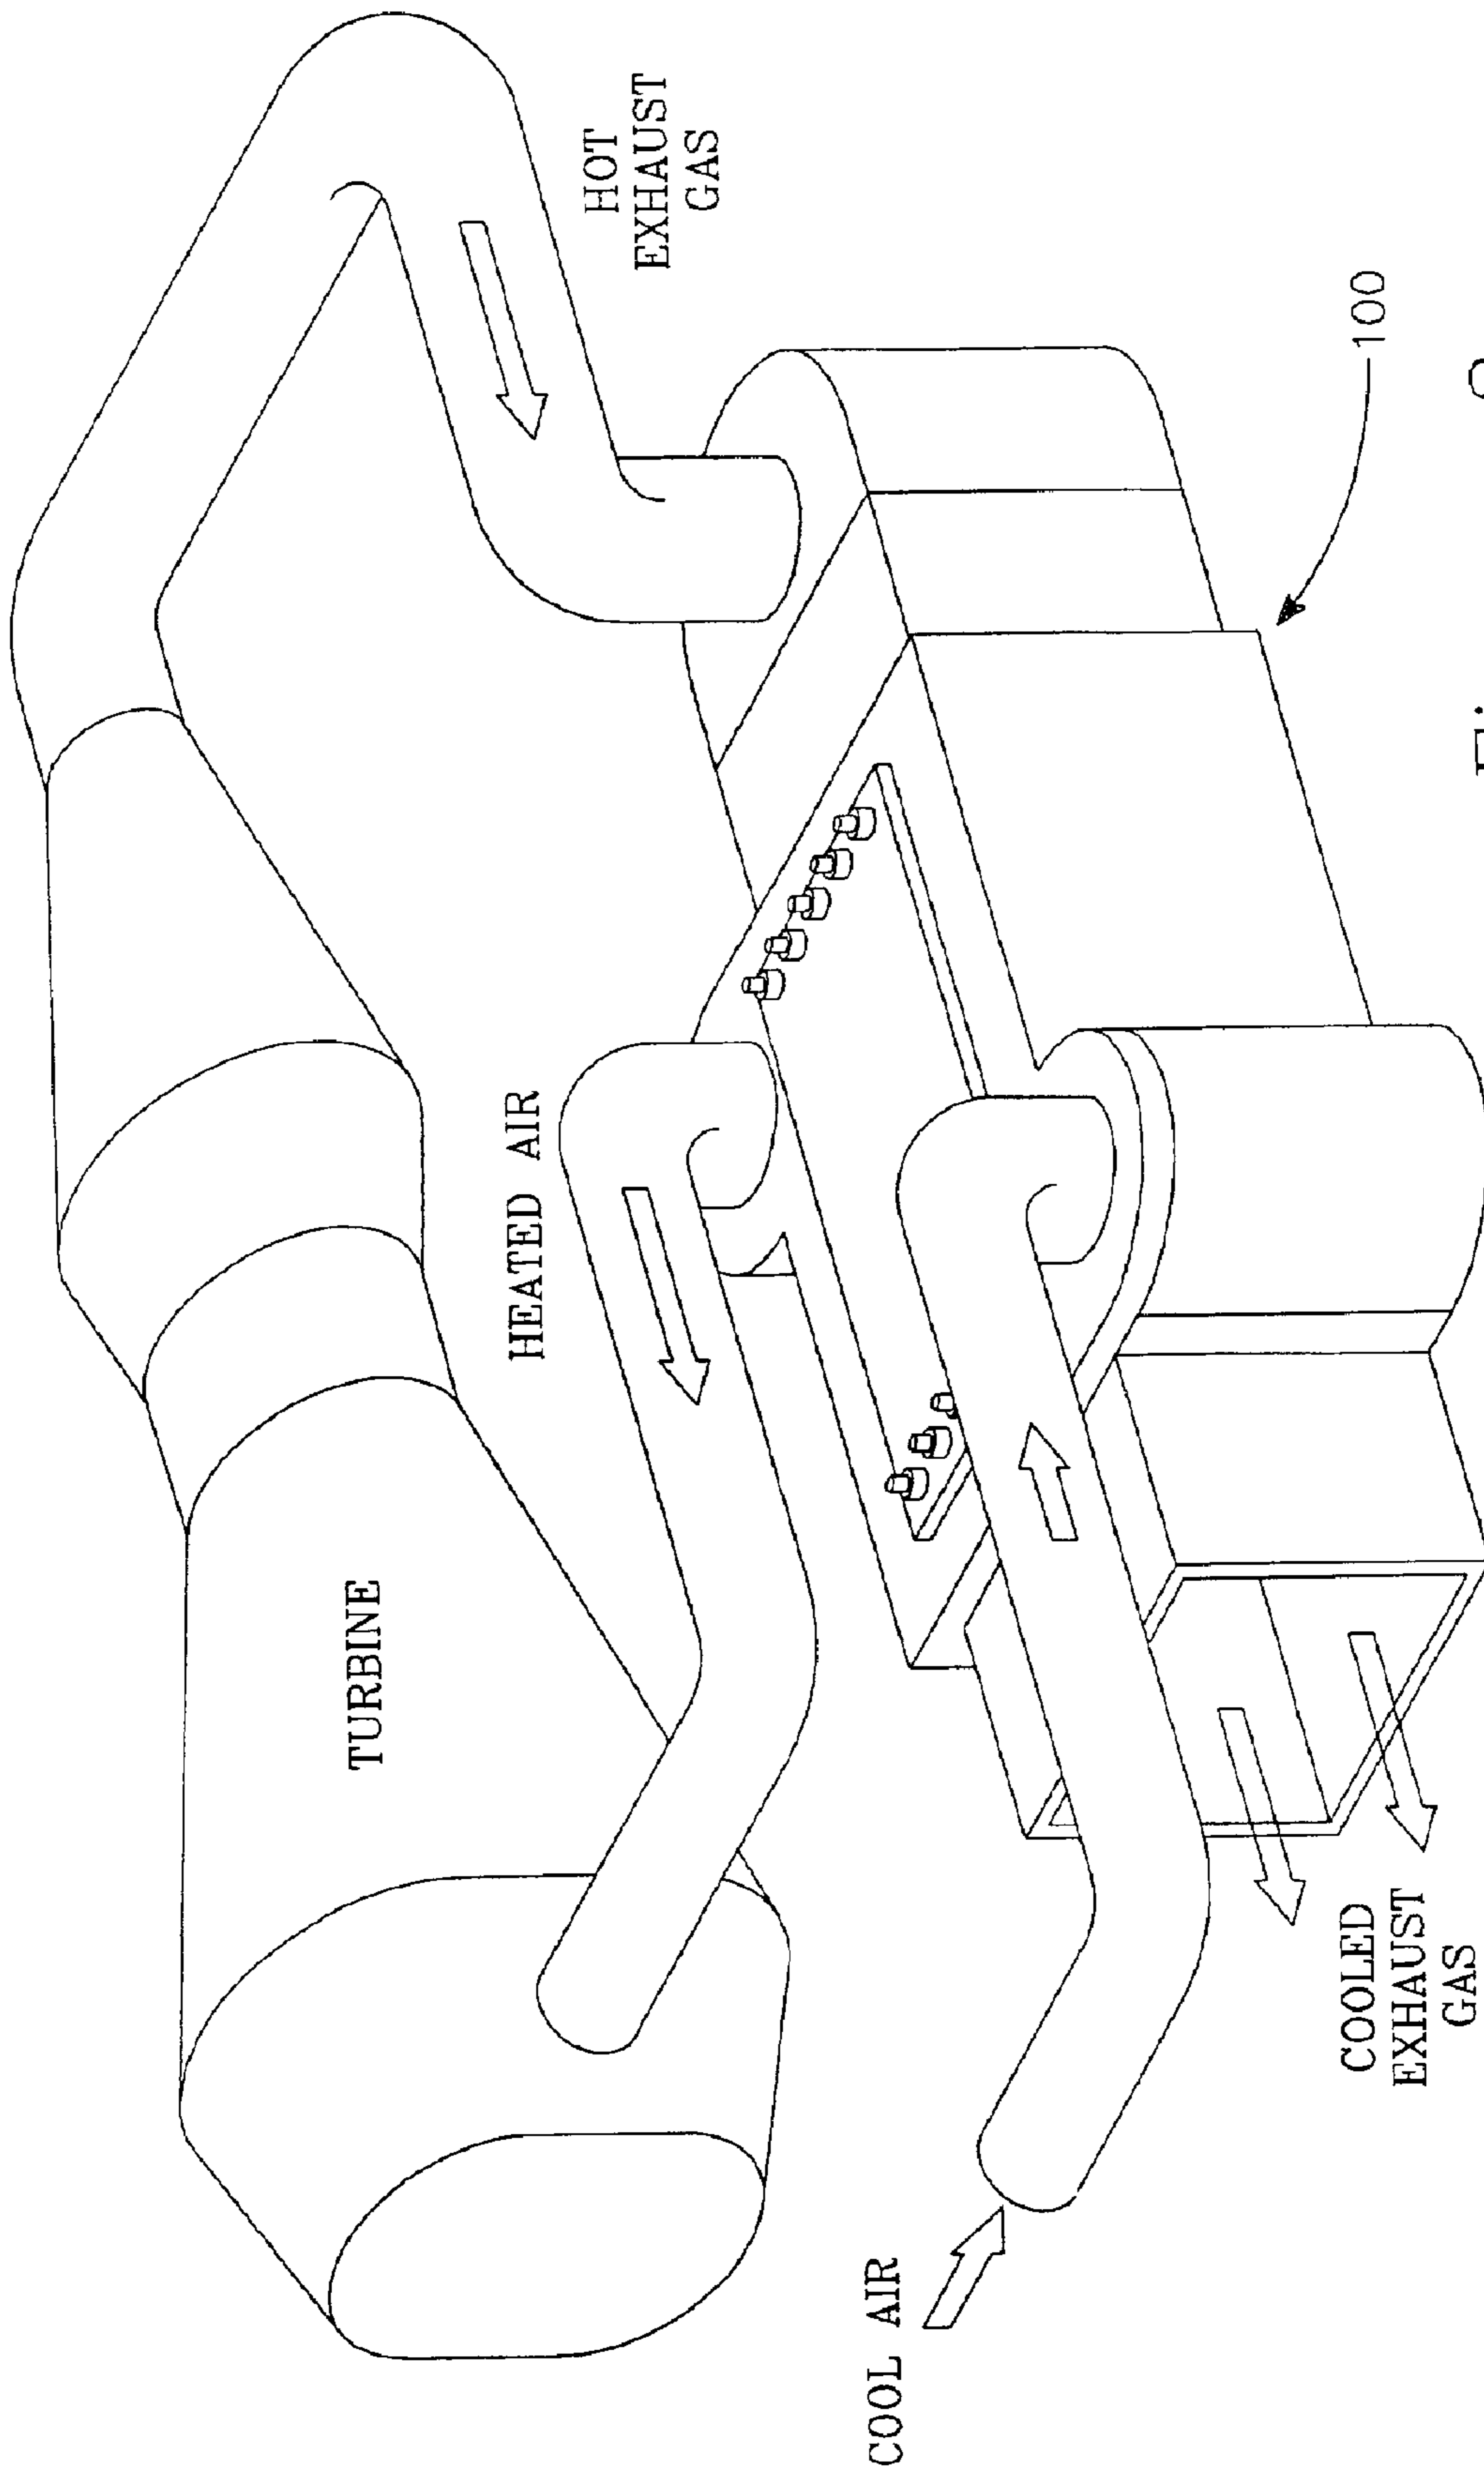 HOT
EXHAUST
GAS
100
HEATED AIR
TURBINE
COOL AIR
COOLED
EXHAUST
GAS